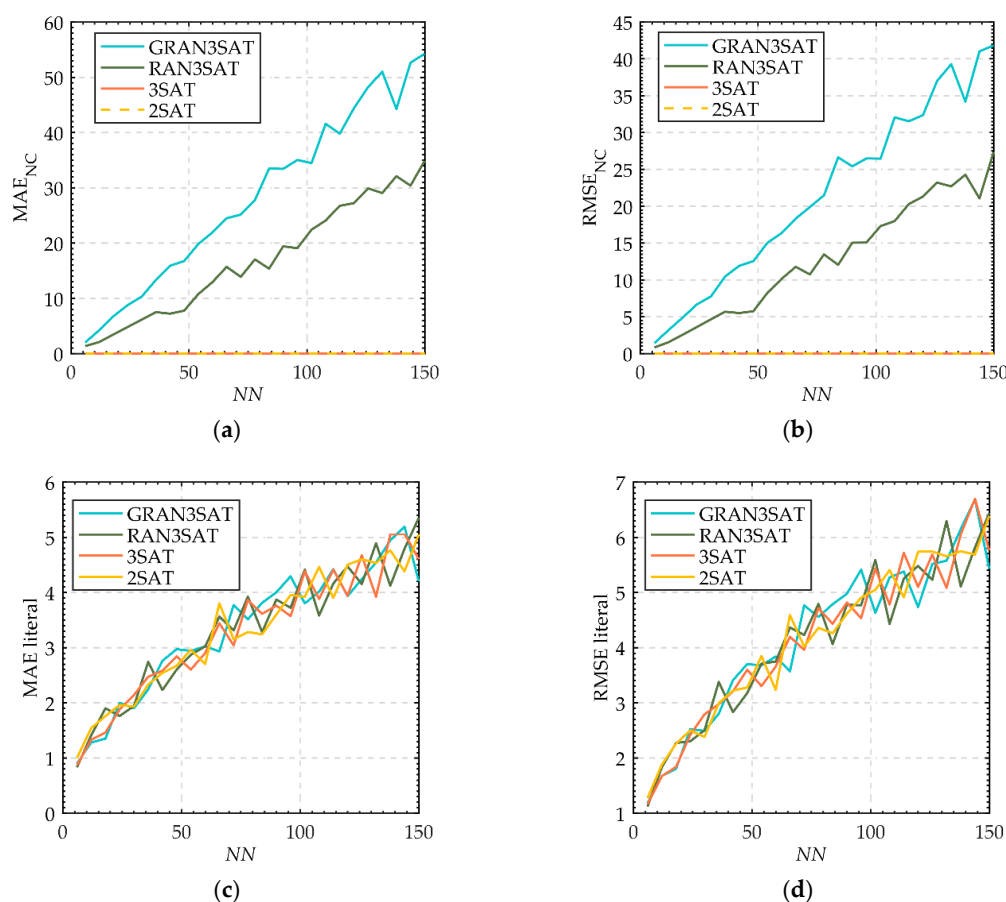 60
50
40
30
20
10
0
MAE_NC
GRAN3SAT
RAN3SAT
3SAT
2SAT
0
50
100
150
NN
(a)
45
40
35
30
25
20
15
10
5
0
RMSE_NC
GRAN3SAT
RAN3SAT
3SAT
2SAT
0
50
100
150
NN
(b)
6
5
4
3
2
1
0
MAE literal
GRAN3SAT
RAN3SAT
3SAT
2SAT
0
50
100
150
NN
(c)
7
6
5
4
3
2
1
RMSE literal
GRAN3SAT
RAN3SAT
3SAT
2SAT
0
50
100
150
NN
(d)